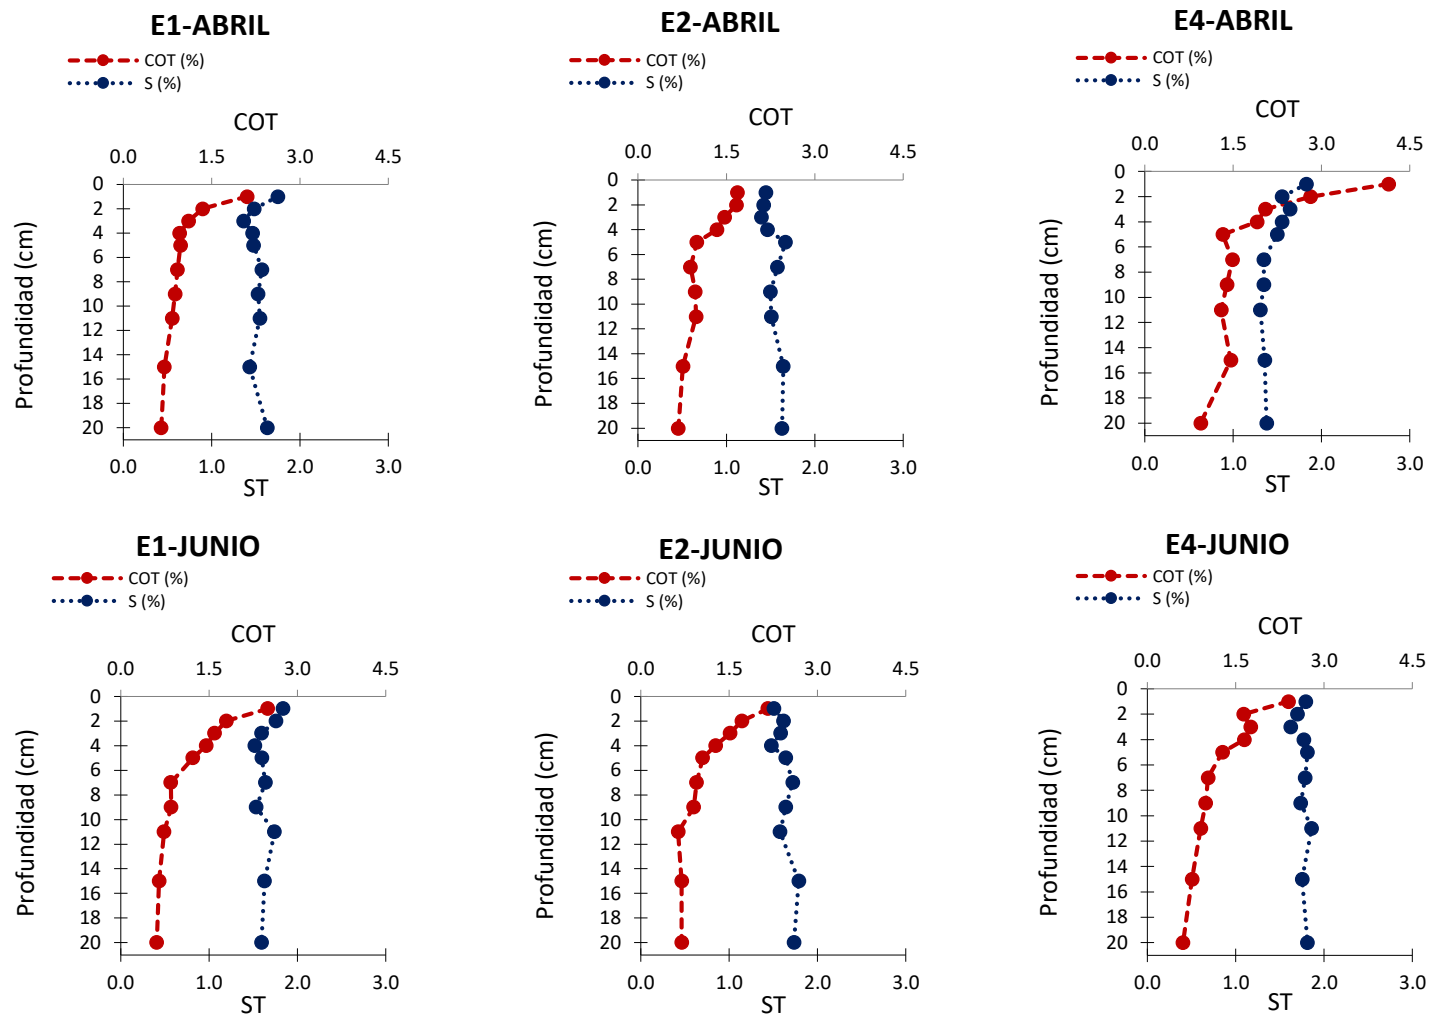 E1-ABRIL
COT (%)
S (%)
COT
0.0 1.5 3.0 4.5
0
2
4
6
8
10
12
14
16
18
20
Profundidad (cm)
0.0 1.0 2.0 3.0
ST
E2-ABRIL
COT (%)
S (%)
COT
0.0 1.5 3.0 4.5
0
2
4
6
8
10
12
14
16
18
20
Profundidad (cm)
0.0 1.0 2.0 3.0
ST
E4-ABRIL
COT (%)
S (%)
COT
0.0 1.5 3.0 4.5
0
2
4
6
8
10
12
14
16
18
20
Profundidad (cm)
0.0 1.0 2.0 3.0
ST
E1-JUNIO
COT (%)
S (%)
COT
0.0 1.5 3.0 4.5
0
2
4
6
8
10
12
14
16
18
20
Profundidad (cm)
0.0 1.0 2.0 3.0
ST
E2-JUNIO
COT (%)
S (%)
COT
0.0 1.5 3.0 4.5
0
2
4
6
8
10
12
14
16
18
20
Profundidad (cm)
0.0 1.0 2.0 3.0
ST
E4-JUNIO
COT (%)
S (%)
COT
0.0 1.5 3.0 4.5
0
2
4
6
8
10
12
14
16
18
20
Profundidad (cm)
0.0 1.0 2.0 3.0
ST